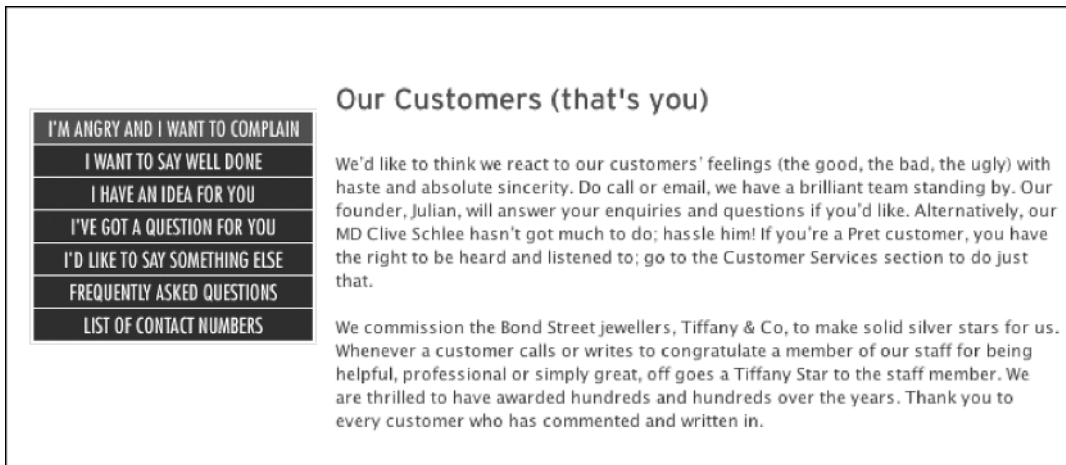 I'M ANGRY AND I WANT TO COMPLAIN
I WANT TO SAY WELL DONE
I HAVE AN IDEA FOR YOU
I'VE GOT A QUESTION FOR YOU
I'D LIKE TO SAY SOMETHING ELSE
FREQUENTLY ASKED QUESTIONS
LIST OF CONTACT NUMBERS
Our Customers (that's you)
We'd like to think we react to our customers' feelings (the good, the bad, the ugly) with
haste and absolute sincerity. Do call or email, we have a brilliant team standing by. Our
founder, Julian, will answer your enquiries and questions if you'd like. Alternatively, our
MD Clive Schlee hasn't got much to do; hassle him! If you're a Pret customer, you have
the right to be heard and listened to; go to the Customer Services section to do just
that.
We commission the Bond Street jewellers, Tiffany & Co, to make solid silver stars for us.
Whenever a customer calls or writes to congratulate a member of our staff for being
helpful, professional or simply great, off goes a Tiffany Star to the staff member. We
are thrilled to have awarded hundreds and hundreds over the years. Thank you to
every customer who has commented and written in.